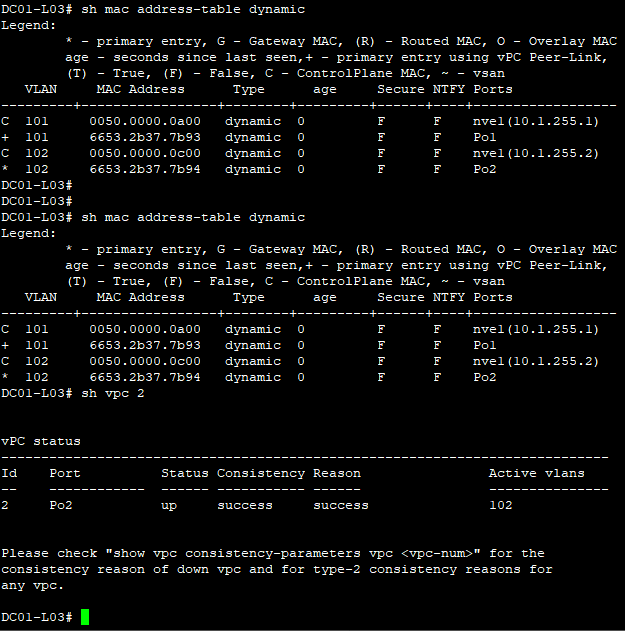 DC01-L03# sh mac address-table dynamic
Legend:
        * - primary entry, G - Gateway MAC, (R) - Routed MAC, O - Overlay MAC
        age - seconds since last seen,+ - primary entry using vPC Peer-Link,
        (T) - True, (F) - False, C - ControlPlane MAC, ~ - vsan
   VLAN     MAC Address      Type      age     Secure NTFY Ports
---------+-----------------+--------+---------+------+----+------------------
C  101     0050.0000.0a00   dynamic  0         F      F    nve1(10.1.255.1)
+  101     6653.2b37.7b93   dynamic  0         F      F    Po1
C  102     0050.0000.0c00   dynamic  0         F      F    nve1(10.1.255.2)
*  102     6653.2b37.7b94   dynamic  0         F      F    Po2
DC01-L03#
DC01-L03#
DC01-L03# sh mac address-table dynamic
Legend:
        * - primary entry, G - Gateway MAC, (R) - Routed MAC, O - Overlay MAC
        age - seconds since last seen,+ - primary entry using vPC Peer-Link,
        (T) - True, (F) - False, C - ControlPlane MAC, ~ - vsan
   VLAN     MAC Address      Type      age     Secure NTFY Ports
---------+-----------------+--------+---------+------+----+------------------
C  101     0050.0000.0a00   dynamic  0         F      F    nve1(10.1.255.1)
+  101     6653.2b37.7b93   dynamic  0         F      F    Po1
C  102     0050.0000.0c00   dynamic  0         F      F    nve1(10.1.255.2)
*  102     6653.2b37.7b94   dynamic  0         F      F    Po2
DC01-L03# sh vpc 2
vPC status
----------------------------------------------------------------------------
Id    Port          Status Consistency Reason                Active vlans
--    ------------  ------ ----------- ------                ---------------
2     Po2           up     success     success               102
Please check "show vpc consistency-parameters vpc <vpc-num>" for the
consistency reason of down vpc and for type-2 consistency reasons for
any vpc.
DC01-L03#